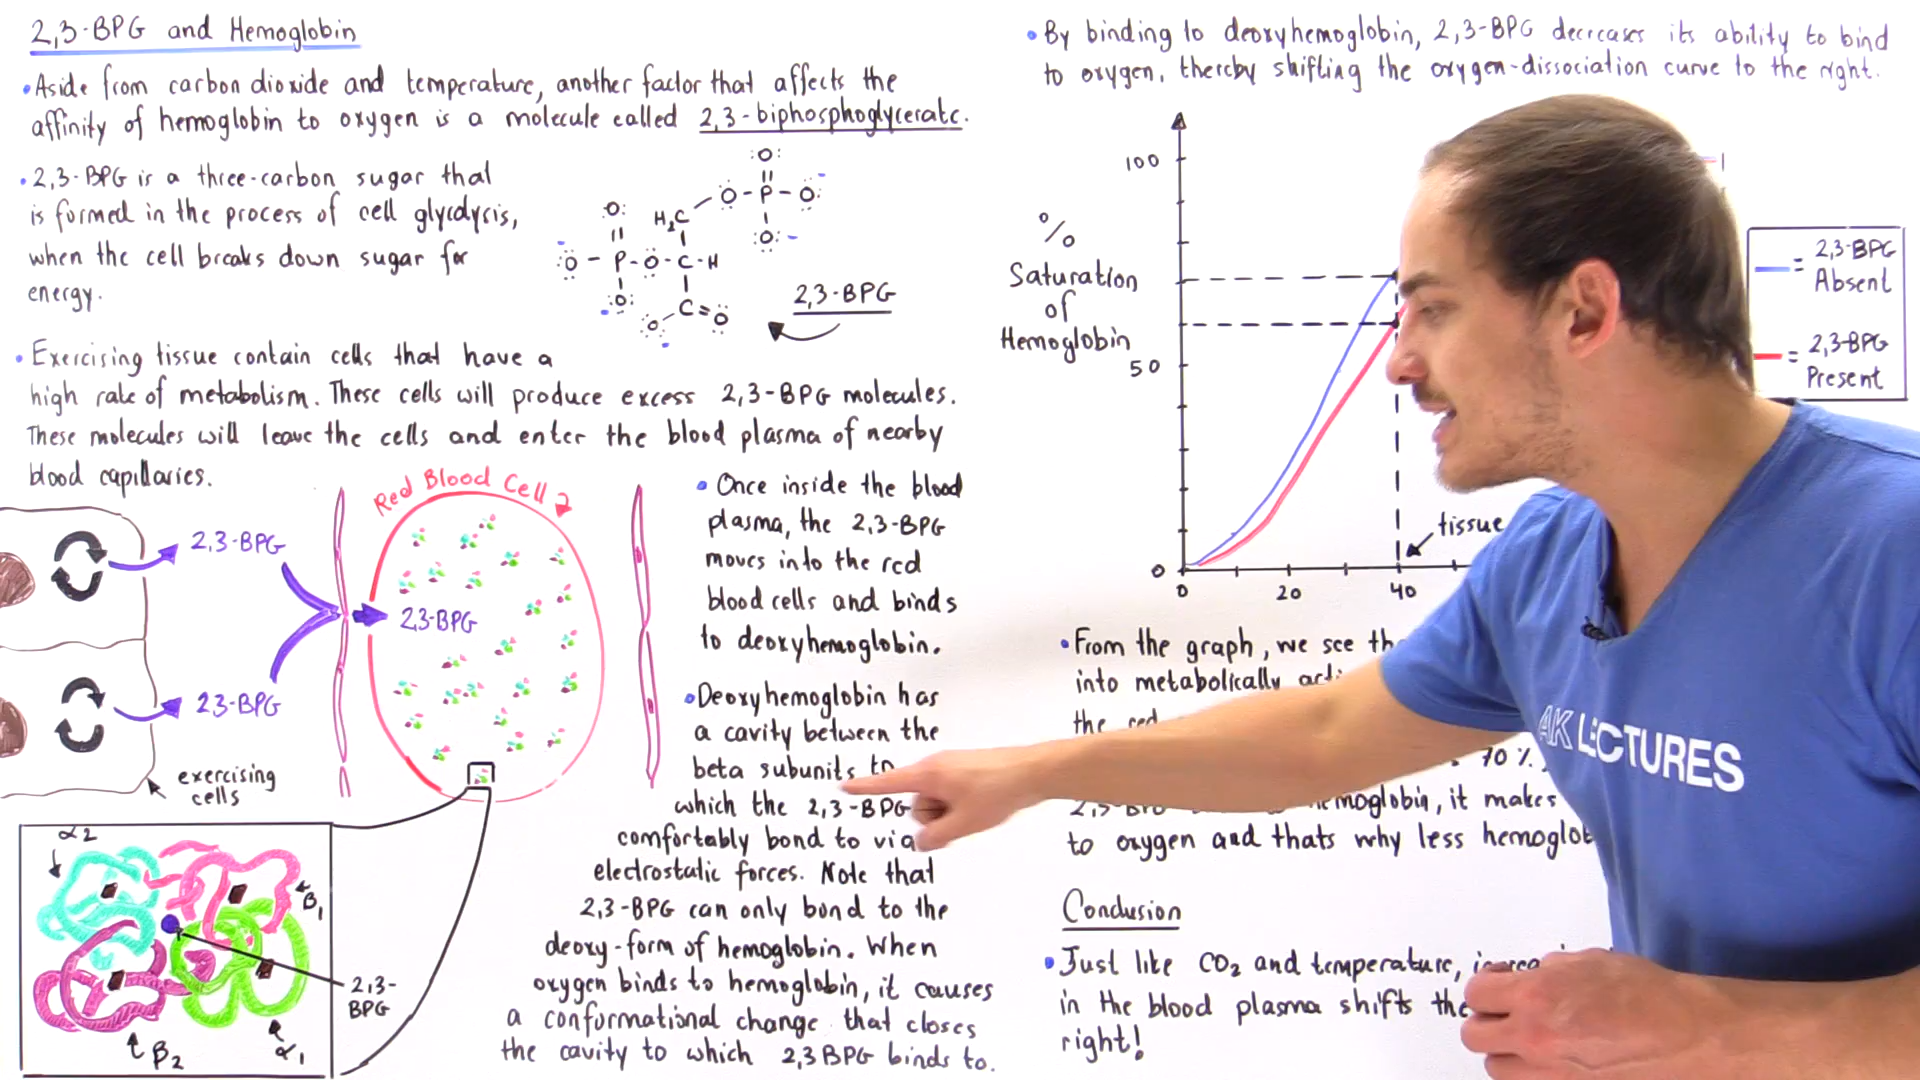 2,3-BPG and Hemoglobin
•Aside from carbon dioxide and temperature, another factor that affects the
affinity of hemoglobin to oxygen is a molecule called 2,3-biphosphoglycerate.
•2,3-BPG is a three-carbon sugar that
is formed in the process of cell glycolysis,
when the cell breaks down sugar for
energy.
:O:
O-P-O
:O:
H2C
:O:
O-P-O-C-H
:O:
C=O
O
2,3-BPG
•Exercising tissue contain cells that have a
high rate of metabolism. These cells will produce excess 2,3-BPG molecules.
These molecules will leave the cells and enter the blood plasma of nearby
blood capillaries.
Red Blood Cell
2,3-BPG
2,3-BPG
2,3-BPG
exercising
cells
α2
β1
2,3-
BPG
β2
α1
•Once inside the blood
plasma, the 2,3-BPG
moves into the red
blood cells and binds
to deoxyhemoglobin.
•Deoxyhemoglobin has
a cavity between the
beta subunits to
which the 2,3-BPG
comfortably bond to via
electrostatic forces. Note that
2,3-BPG can only bond to the
deoxy-form of hemoglobin. When
oxygen binds to hemoglobin, it causes
a conformational change that closes
the cavity to which 2,3BPG binds to.
•By binding to deoxyhemoglobin, 2,3-BPG decreases its ability to bind
to oxygen, thereby shifting the oxygen-dissociation curve to the right.
%
Saturation
of
Hemoglobin
100
50
0
0 20 40
tissue
= 2,3-BPG
Absent
= 2,3-BPG
Present
•From the graph, we see
into metabolically
the
70%
hemoglobin, it makes
to oxygen and thats why less
Conclusion
•Just like CO2 and temperature,
in the blood plasma shifts the
right!
AK LECTURES